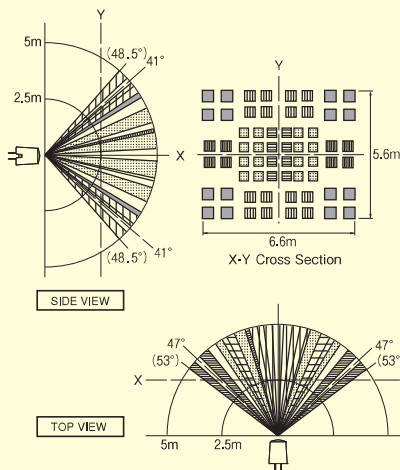 Y
5m
(48.5°)
41°
2.5m
X
41°
(48.5°)
SIDE VIEW
Y
X
5.6m
6.6m
X-Y Cross Section
47°
(53°)
47°
(53°)
X
TOP VIEW
5m
2.5m